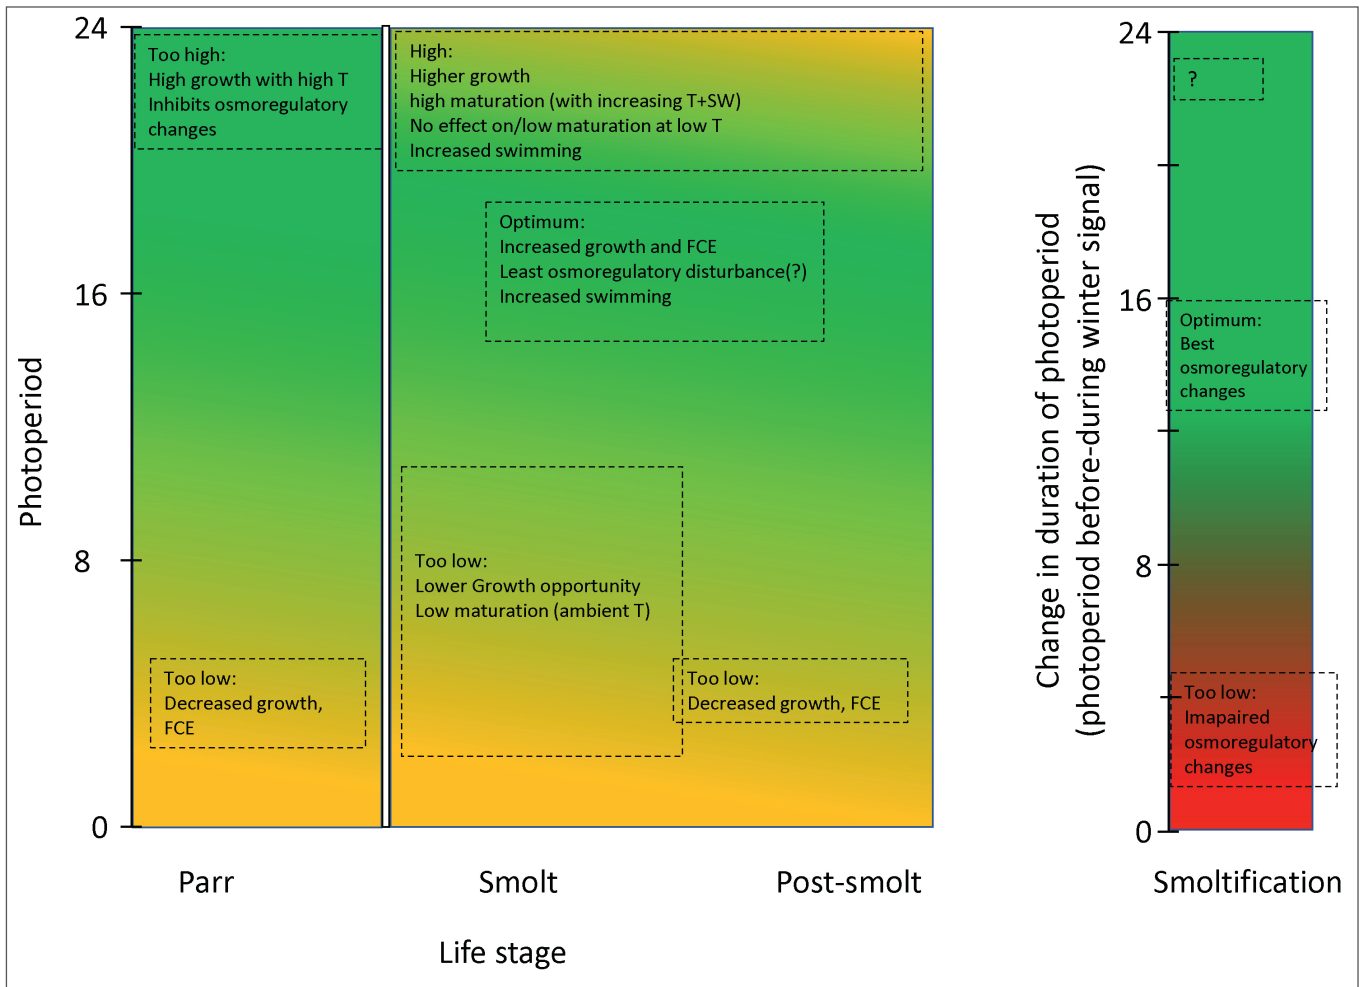 24
16
8
0
Photoperiod
Too high:
High growth with high T
Inhibits osmoregulatory
changes
Too low:
Decreased growth,
FCE
High:
Higher growth
high maturation (with increasing T+SW)
No effect on/low maturation at low T
Increased swimming
Optimum:
Increased growth and FCE
Least osmoregulatory disturbance(?)
Increased swimming
Too low:
Lower Growth opportunity
Low maturation (ambient T)
Too low:
Decreased growth, FCE
Parr
Smolt
Post-smolt
Life stage
Change in duration of photoperiod
(photoperiod before-during winter signal)
24
16
8
0
?
Optimum:
Best
osmoregulatory
changes
Too low:
Imapaired
osmoregulatory
changes
Smoltification